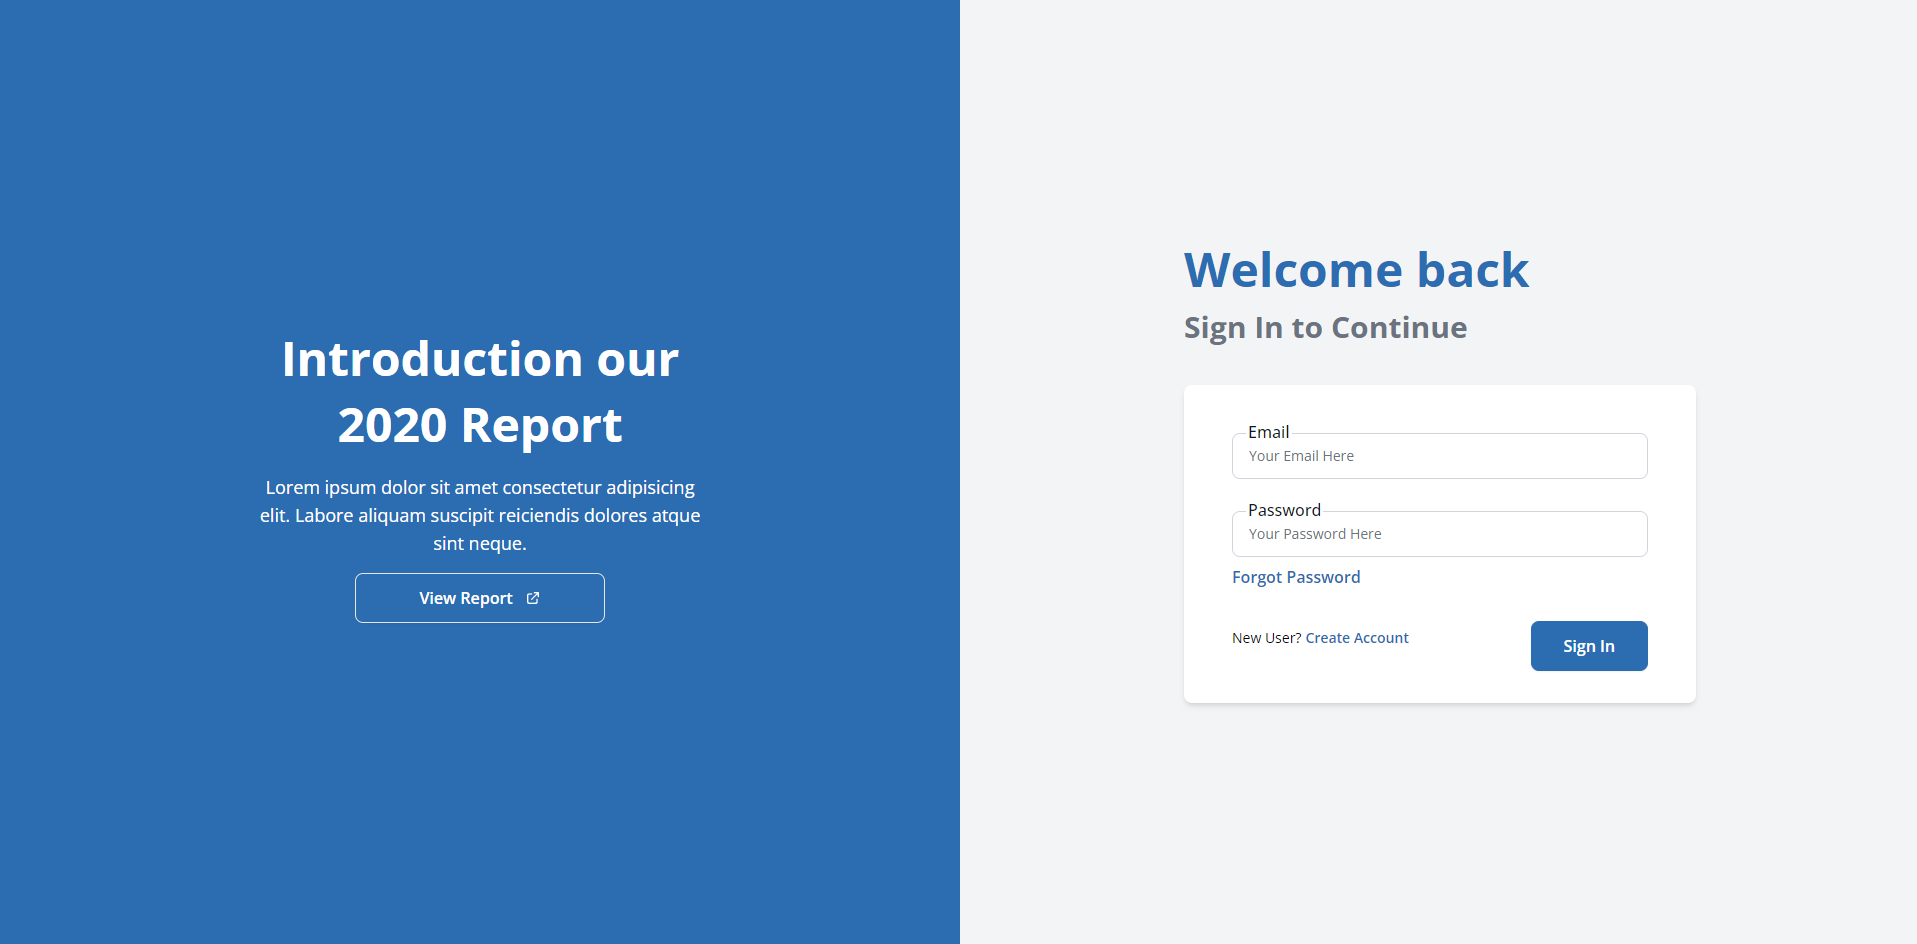 Introduction our
2020 Report
Lorem ipsum dolor sit amet consectetur adipisicing
elit. Labore aliquam suscipit reiciendis dolores atque
sint neque.
View Report
Welcome back
Sign In to Continue
Email
Your Email Here
Password
Your Password Here
Forgot Password
New User? Create Account
Sign In